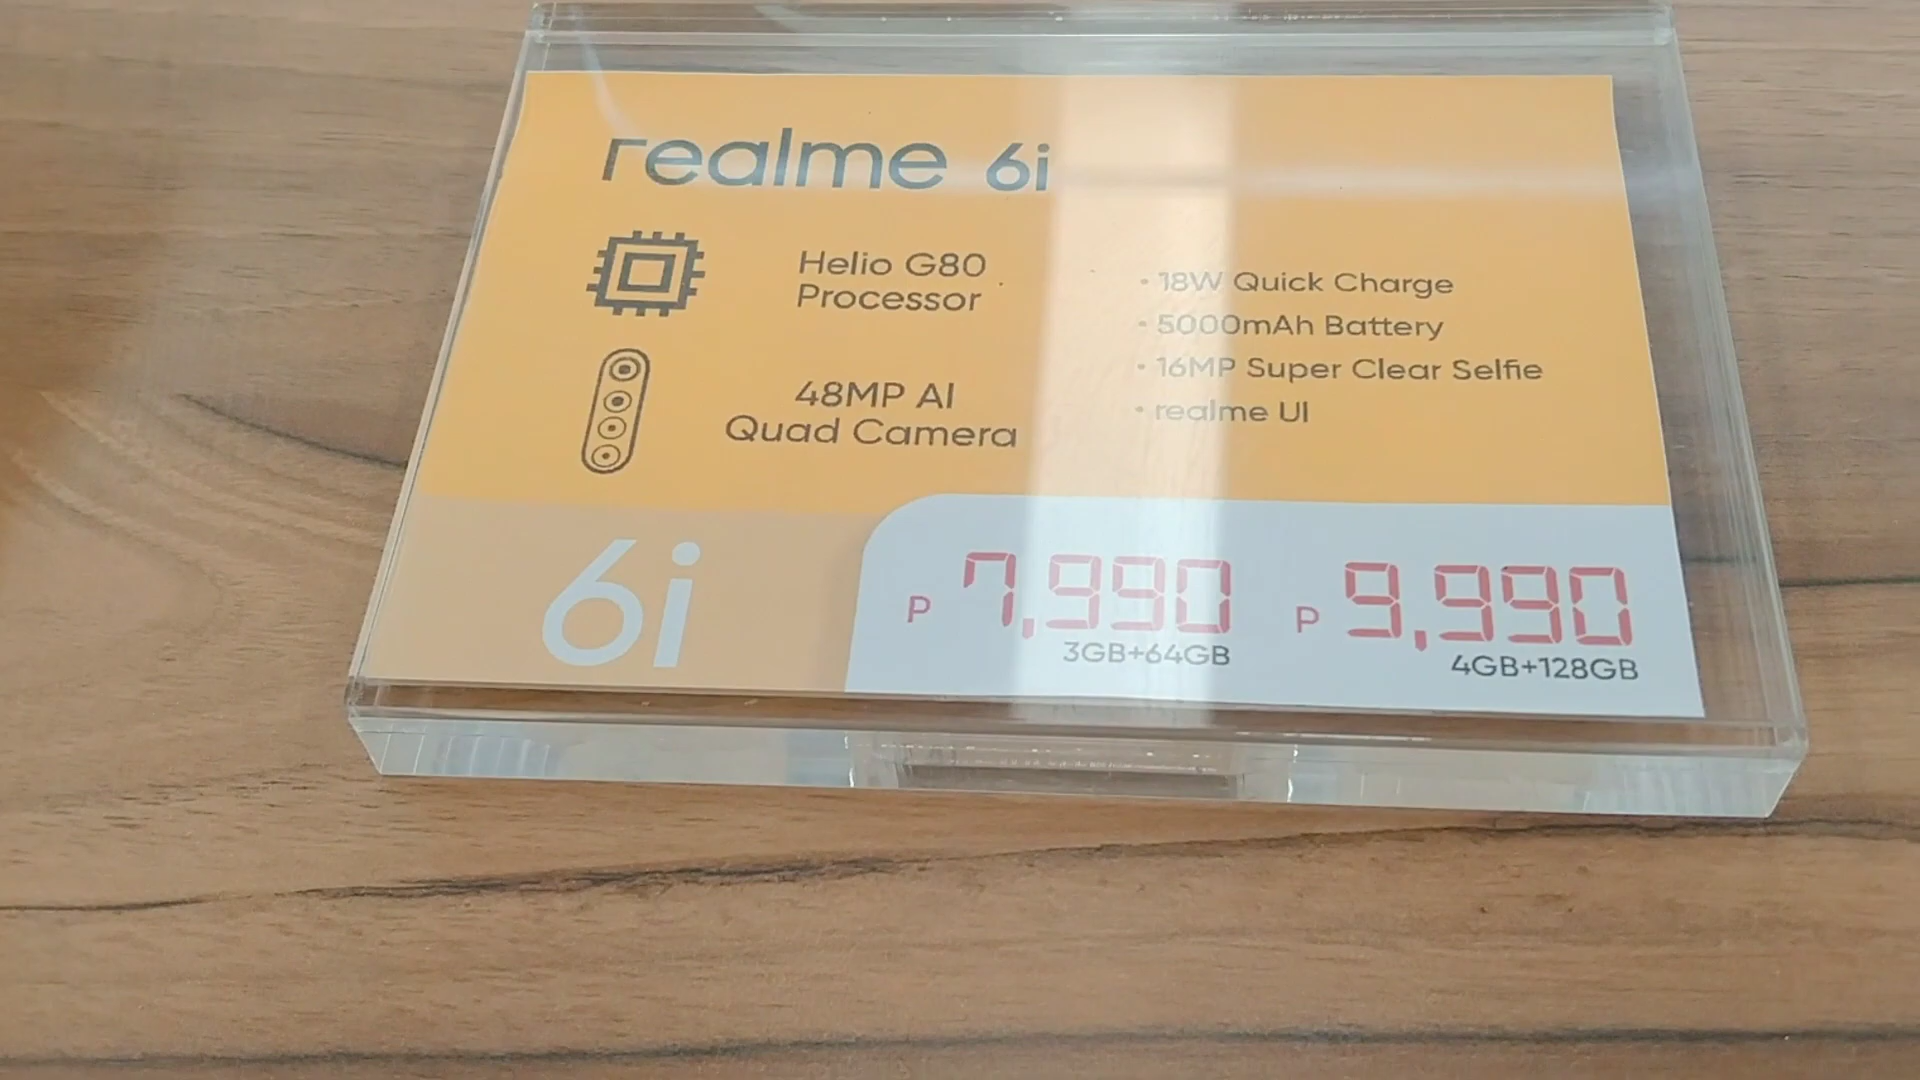 realme 6i
Helio G80
Processor
48MP AI
Quad Camera
• 18W Quick Charge
• 5000mAh Battery
• 16MP Super Clear Selfie
• realme UI
6i
P 7,990
3GB+64GB
P 9,990
4GB+128GB